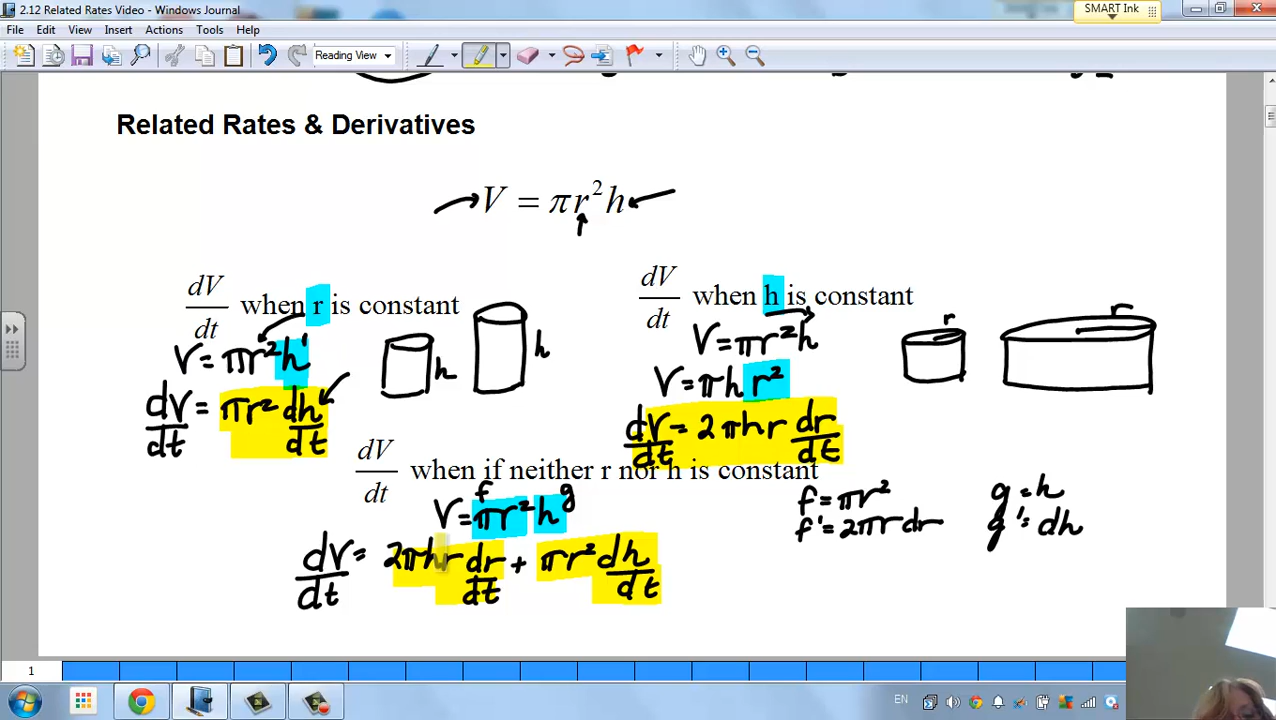 2.12 Related Rates Video - Windows Journal
SMART Ink
File Edit View Insert Actions Tools Help
Reading View
Related Rates & Derivatives
V = πr²h
dV/dt when r is constant
V = πr²h'
dV/dt = πr² dh/dt
h
h
dV/dt when h is constant
V = πr²h
V = πh r²
dV/dt = 2πhr dr/dt
r
r
dV/dt when if neither r nor h is constant
f g
V = πr² h
dV/dt = 2πhr dr/dt + πr² dh/dt
f = πr²
f' = 2πr dr
g = h
g' = dh
1
EN